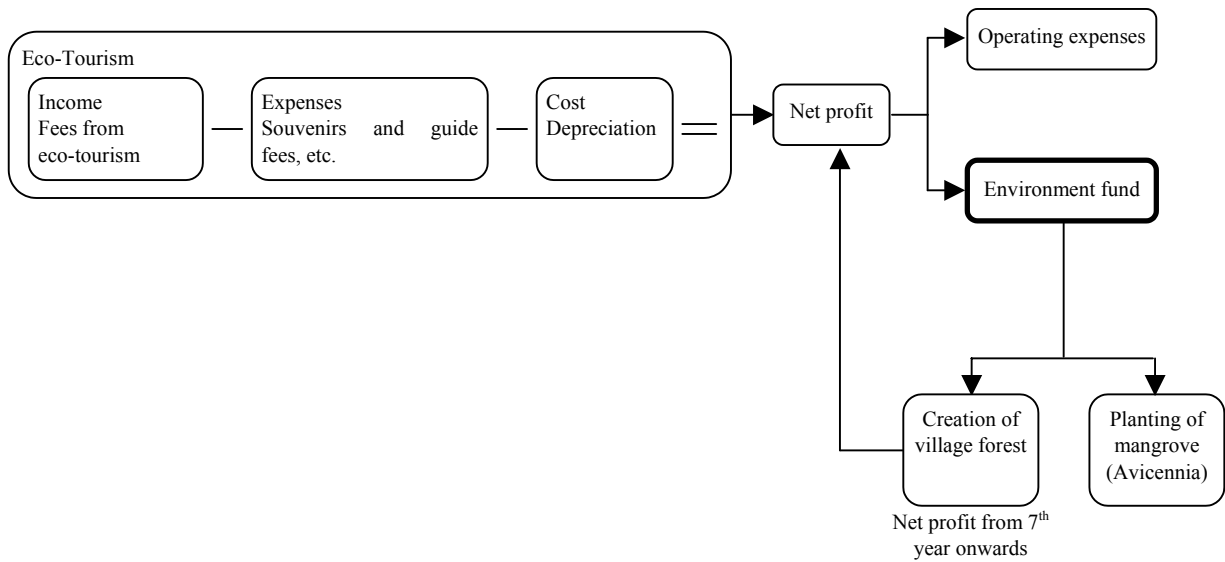 Eco-Tourism
Income
Fees from
eco-tourism
Expenses
Souvenirs and guide
fees, etc.
Cost
Depreciation
Net profit
Operating expenses
Environment fund
Creation of
village forest
Net profit from 7th
year onwards
Planting of
mangrove
(Avicennia)